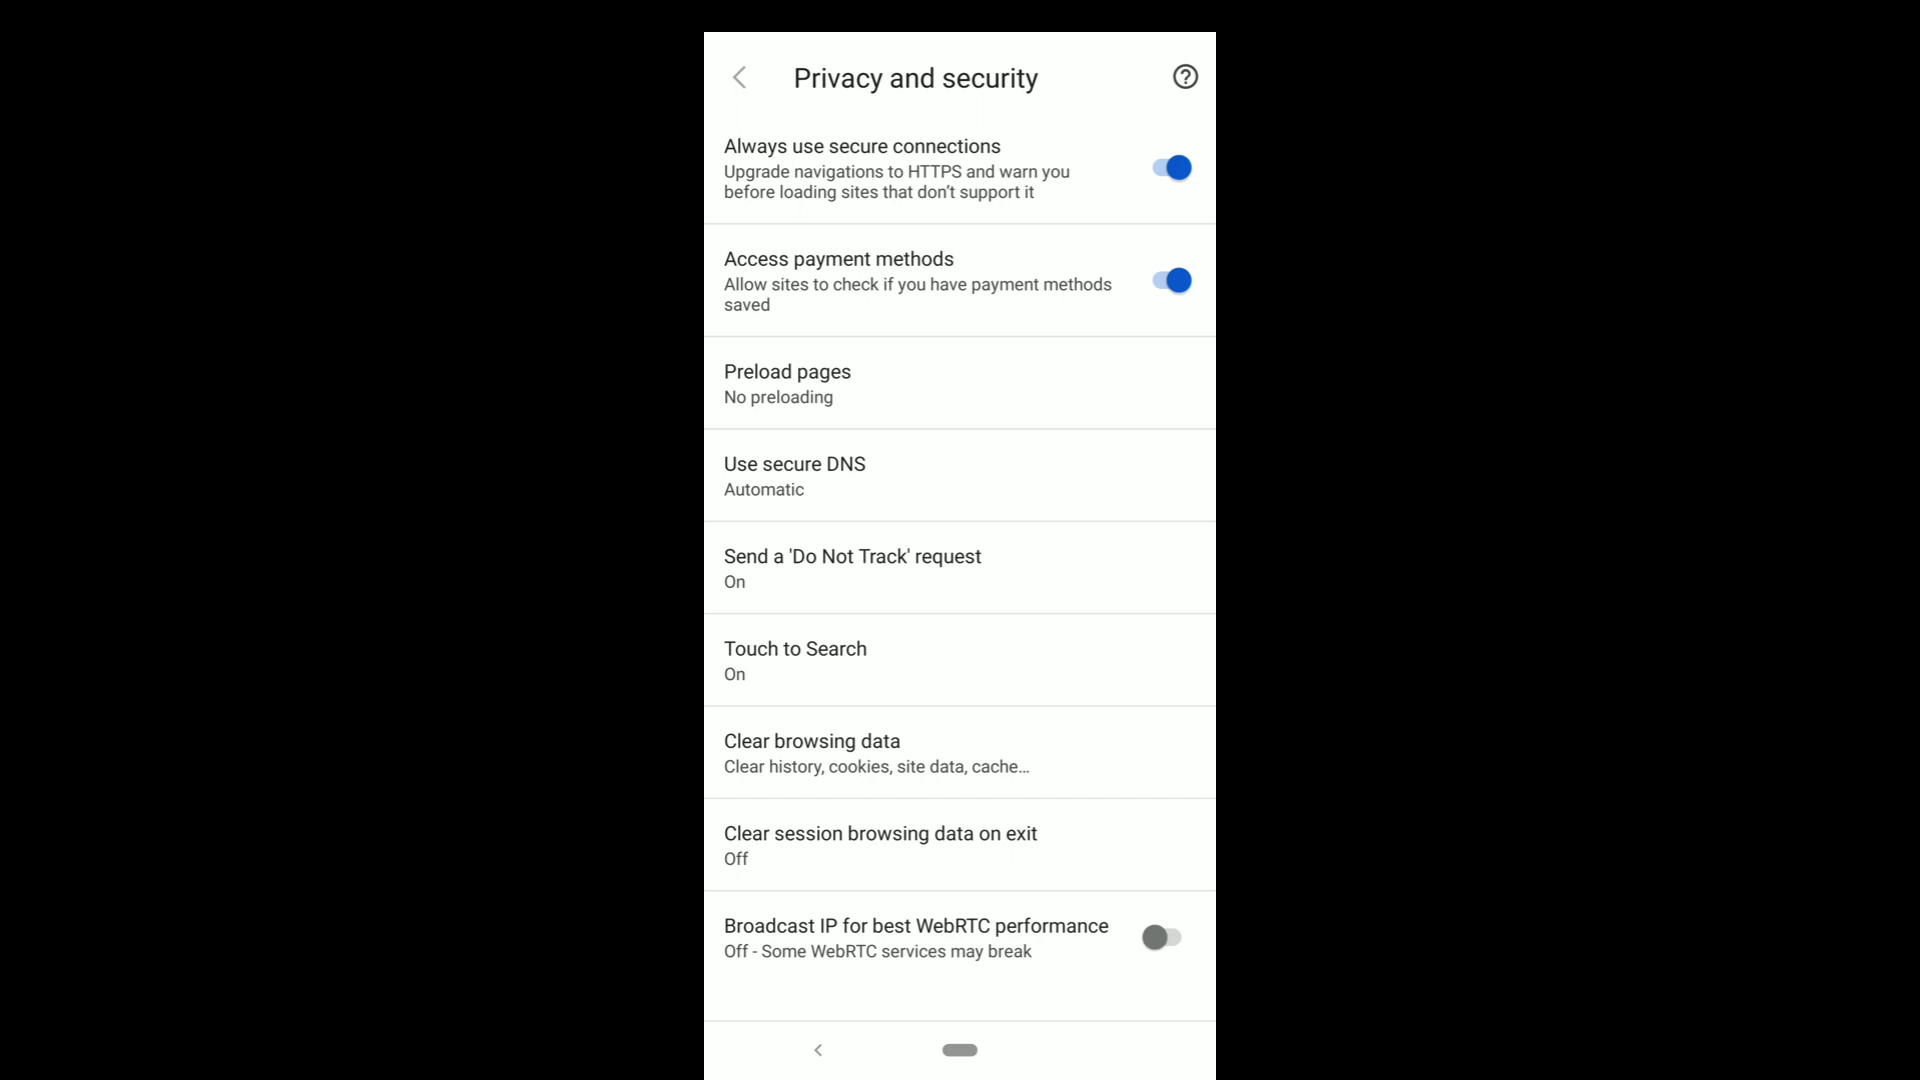 Privacy and security
Always use secure connections
Upgrade navigations to HTTPS and warn you
before loading sites that don’t support it
Access payment methods
Allow sites to check if you have payment methods
saved
Preload pages
No preloading
Use secure DNS
Automatic
Send a 'Do Not Track' request
On
Touch to Search
On
Clear browsing data
Clear history, cookies, site data, cache…
Clear session browsing data on exit
Off
Broadcast IP for best WebRTC performance
Off - Some WebRTC services may break